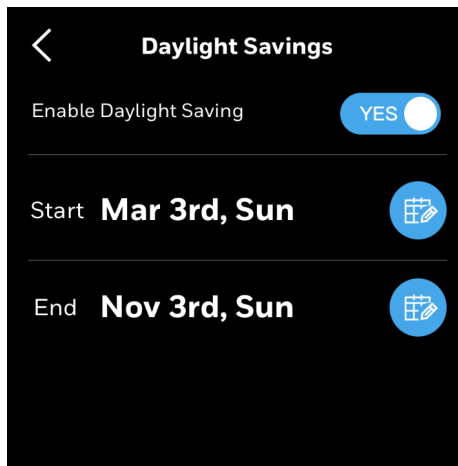 Daylight Savings
Enable Daylight Saving YES
Start Mar 3rd, Sun
End Nov 3rd, Sun